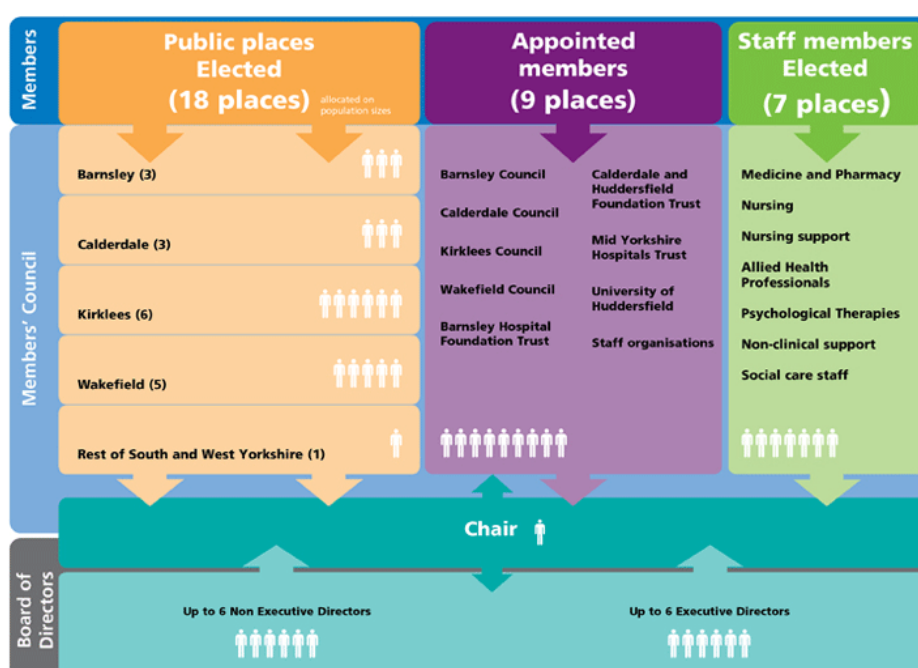 Members
Public places
Elected
(18 places)
allocated on
population sizes
Appointed
members
(9 places)
Staff members
Elected
(7 places)
Members' Council
Barnsley (3)
Calderdale (3)
Kirklees (6)
Wakefield (5)
Rest of South and West Yorkshire (1)
Barnsley Council
Calderdale Council
Kirklees Council
Wakefield Council
Barnsley Hospital
Foundation Trust
Calderdale and
Huddersfield
Foundation Trust
Mid Yorkshire
Hospitals Trust
University of
Huddersfield
Staff organisations
Medicine and Pharmacy
Nursing
Nursing support
Allied Health
Professionals
Psychological Therapies
Non-clinical support
Social care staff
Chair
Board of
Directors
Up to 6 Non Executive Directors
Up to 6 Executive Directors